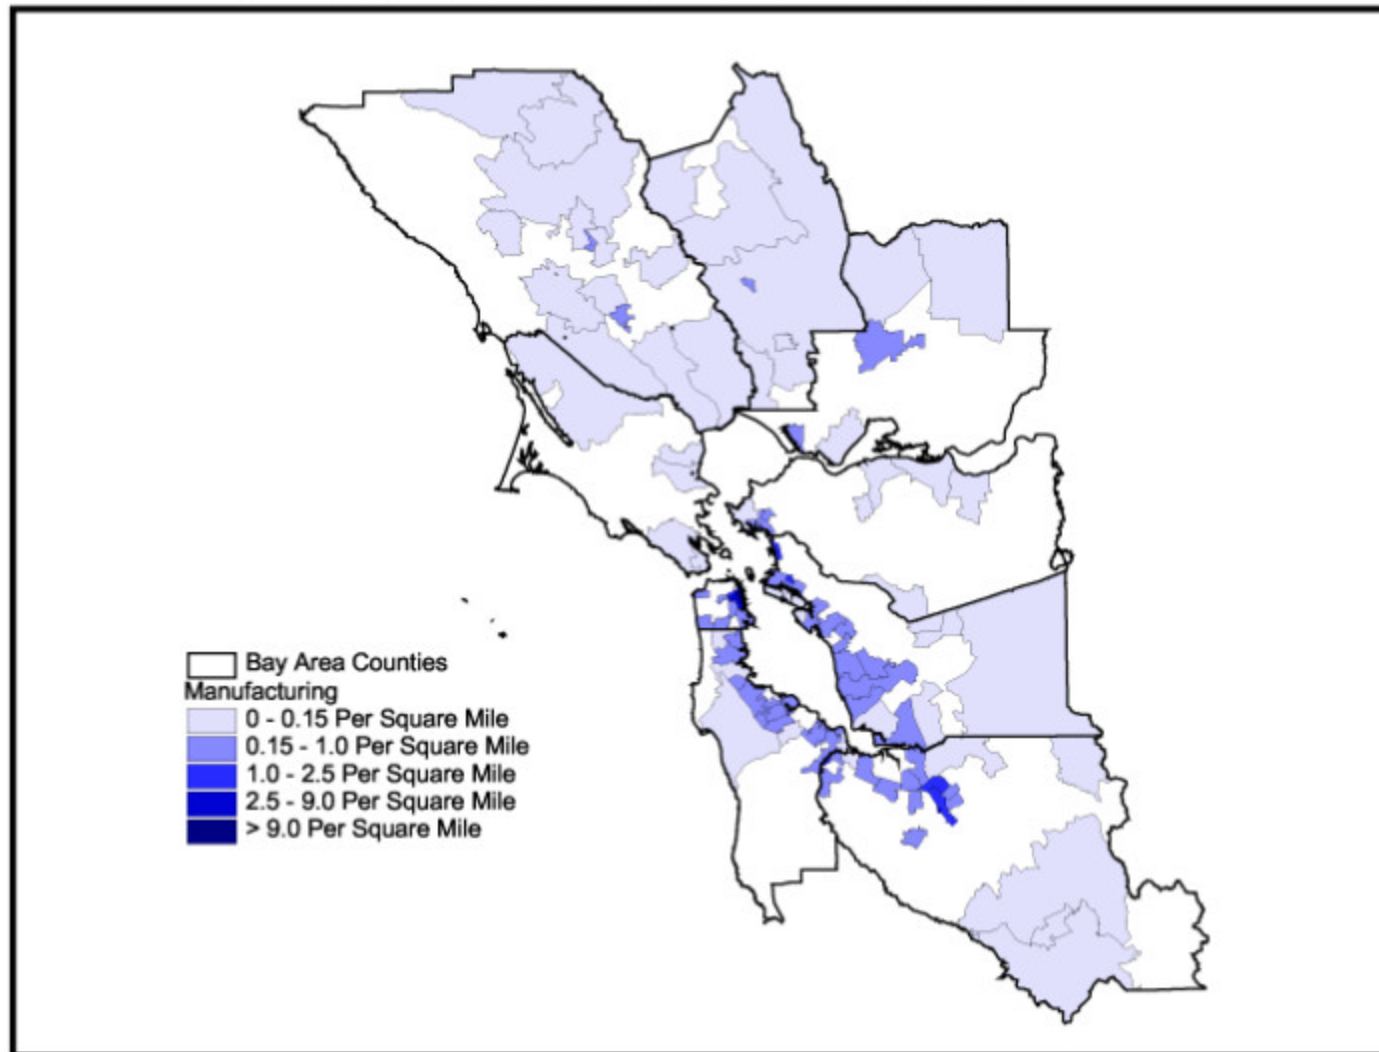 Bay Area Counties
Manufacturing
0 - 0.15 Per Square Mile
0.15 - 1.0 Per Square Mile
1.0 - 2.5 Per Square Mile
2.5 - 9.0 Per Square Mile
> 9.0 Per Square Mile